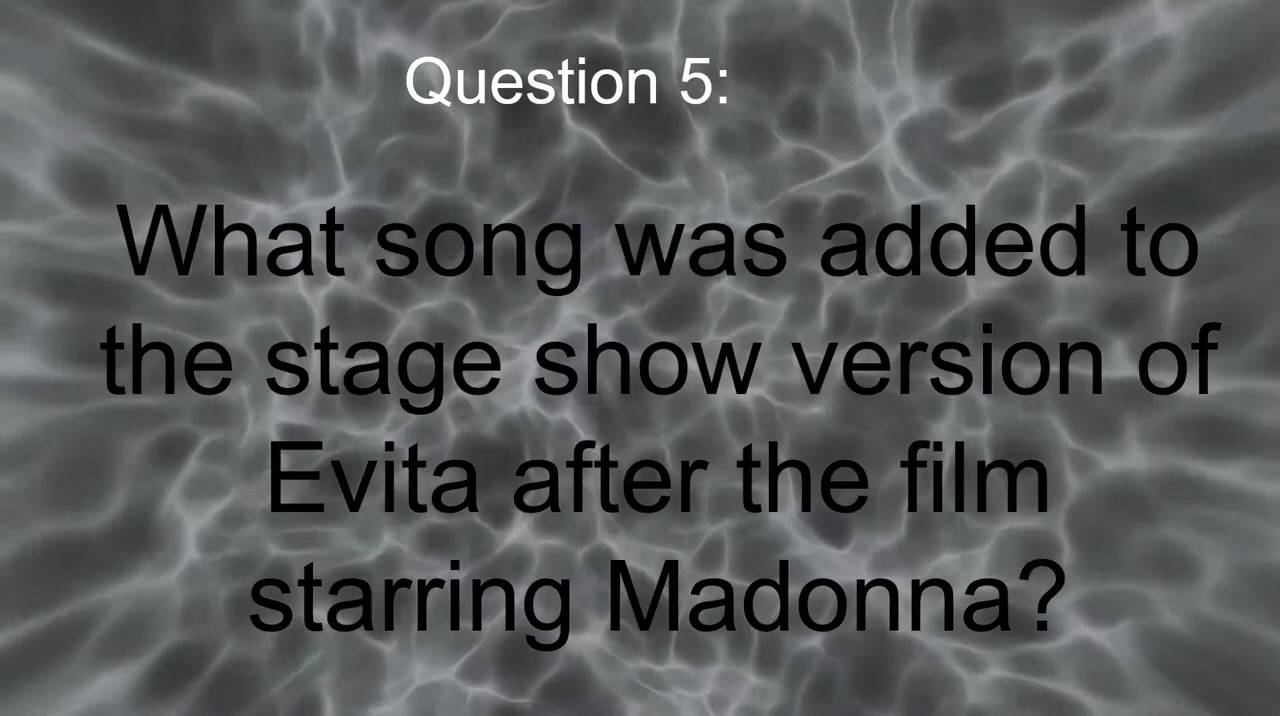 Question 5:
What song was added to
the stage show version of
Evita after the film
starring Madonna?